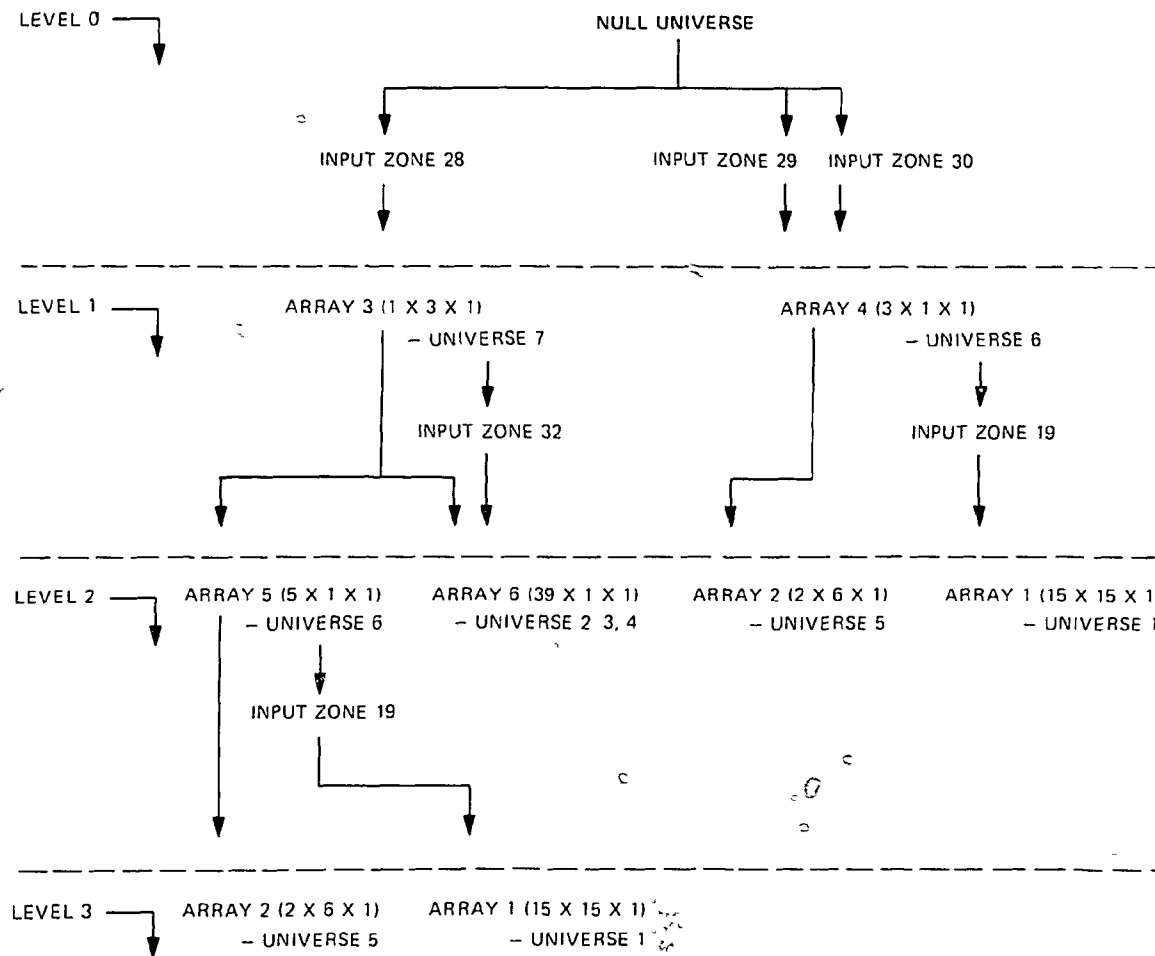 LEVEL 0
NULL UNIVERSE
INPUT ZONE 28
INPUT ZONE 29
INPUT ZONE 30
LEVEL 1
ARRAY 3 (1 X 3 X 1)
– UNIVERSE 7
INPUT ZONE 32
ARRAY 4 (3 X 1 X 1)
– UNIVERSE 6
INPUT ZONE 19
LEVEL 2
ARRAY 5 (5 X 1 X 1)
– UNIVERSE 6
INPUT ZONE 19
ARRAY 6 (39 X 1 X 1)
– UNIVERSE 2 3, 4
ARRAY 2 (2 X 6 X 1)
– UNIVERSE 5
ARRAY 1 (15 X 15 X 1
– UNIVERSE 1
LEVEL 3
ARRAY 2 (2 X 6 X 1)
– UNIVERSE 5
ARRAY 1 (15 X 15 X 1)
– UNIVERSE 1